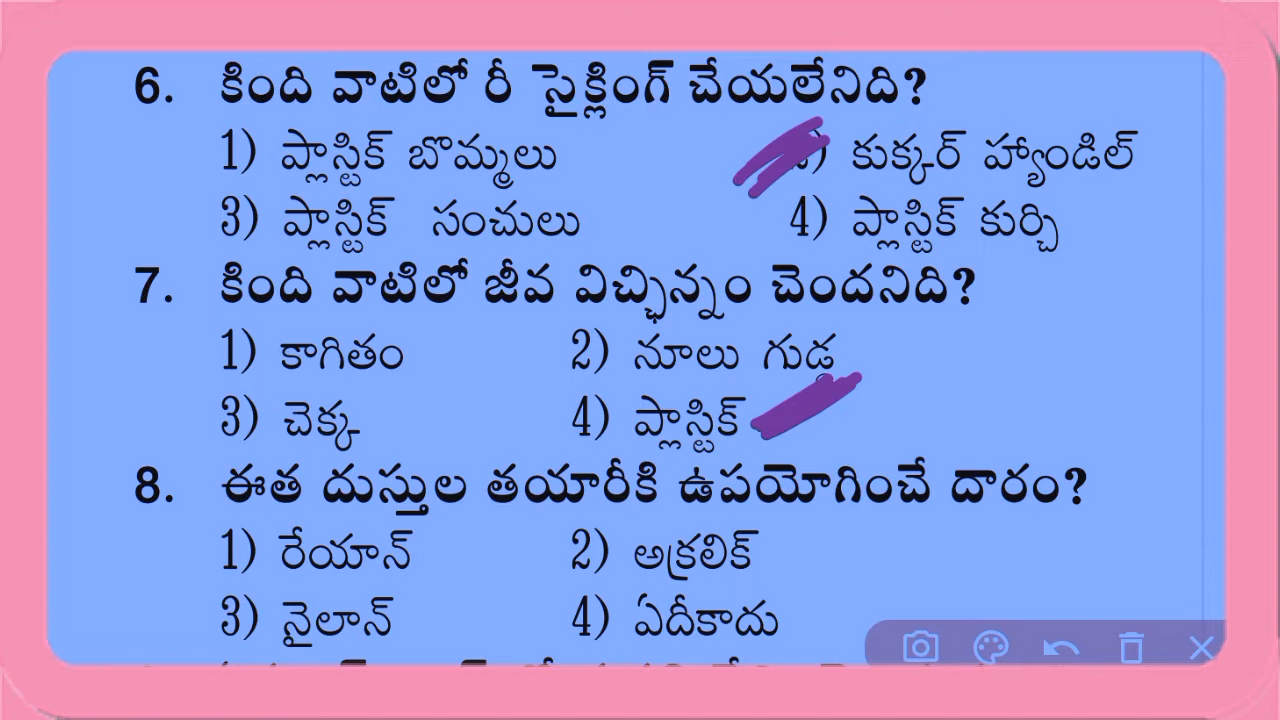 6. కింది వాటిలో రీ సైక్లింగ్ చేయలేనిది?
1) ప్లాస్టిక్ బొమ్మలు 2) కుక్కర్ హ్యాండిల్
3) ప్లాస్టిక్ సంచులు 4) ప్లాస్టిక్ కుర్చి
7. కింది వాటిలో జీవ విచ్ఛిన్నం చెందనిది?
1) కాగితం 2) నూలు గుడ్డ
3) చెక్క 4) ప్లాస్టిక్
8. ఈత దుస్తుల తయారీకి ఉపయోగించే దారం?
1) రేయాన్ 2) అక్రలిక్
3) నైలాన్ 4) ఏదీకాదు